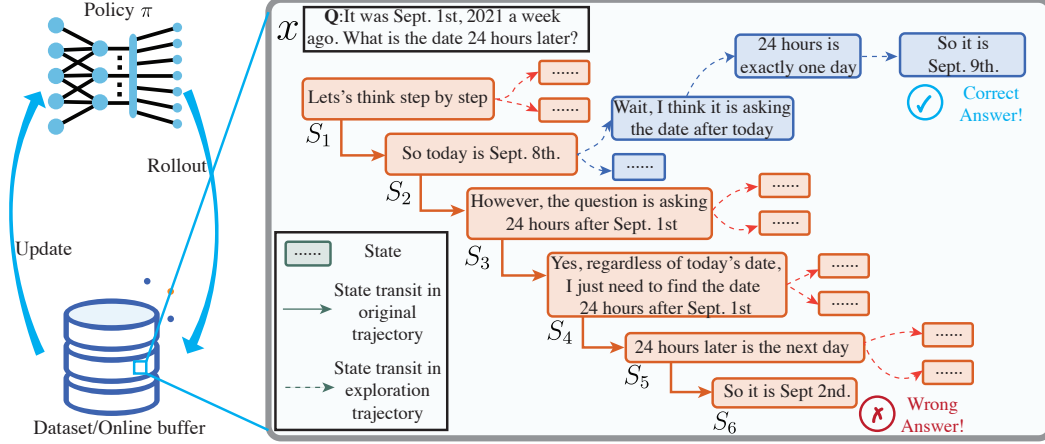 Policy π
Rollout
Update
Dataset/Online buffer
x
Q:It was Sept. 1st, 2021 a week
ago. What is the date 24 hours later?
Lets's think step by step
......
......
S1
So today is Sept. 8th.
Wait, I think it is asking
the date after today
24 hours is
exactly one day
So it is
Sept. 9th.
✓ Correct
Answer!
......
S2
However, the question is asking
24 hours after Sept. 1st
......
......
S3
Yes, regardless of today's date,
I just need to find the date
24 hours after Sept. 1st
......
......
S4
24 hours later is the next day
......
......
S5
So it is Sept 2nd.
S6
✗ Wrong
Answer!
...... State
State transit in
original
trajectory
State transit in
exploration
trajectory